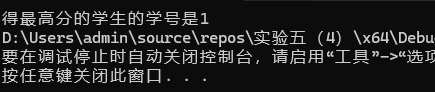 得最高分的学生的学号是1
D:\Users\admin\source\repos\实验五（4）\x64\Debu
要在调试停止时自动关闭控制台，请启用“工具”->“选项
按任意键关闭此窗口. . .